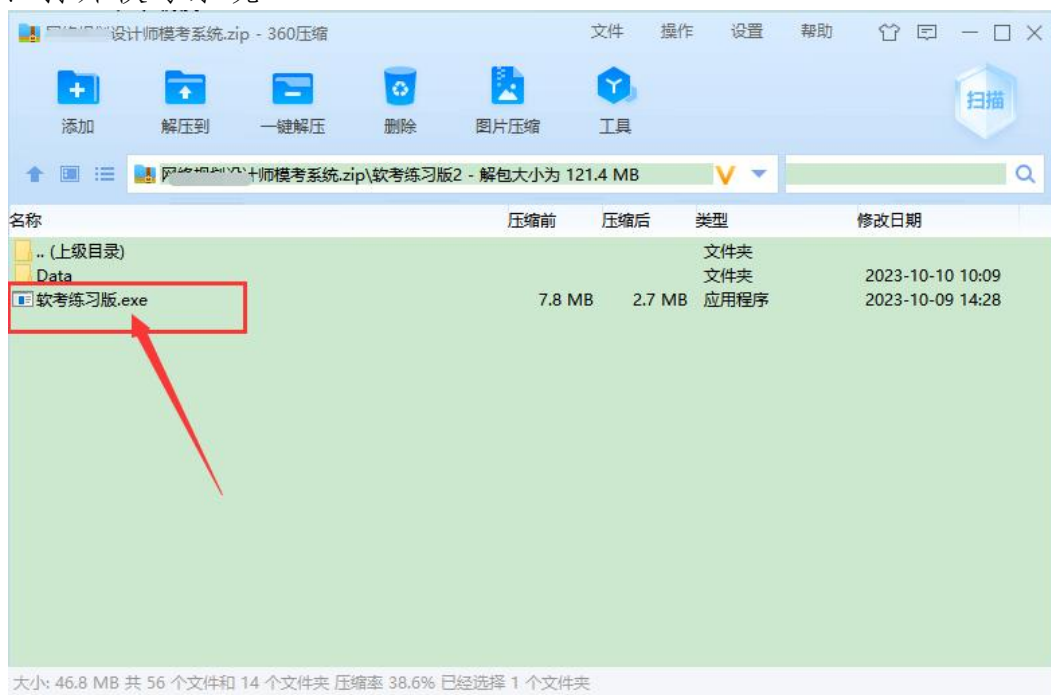 设计师模考系统.zip - 360压缩 文件 操作 设置 帮助
添加 解压到 一键解压 删除 图片压缩 工具 扫描
师模考系统.zip\软考练习版2 - 解包大小为 121.4 MB
名称 压缩前 压缩后 类型 修改日期
.. (上级目录) 文件夹
Data 文件夹 2023-10-10 10:09
软考练习版.exe 7.8 MB 2.7 MB 应用程序 2023-10-09 14:28
大小: 46.8 MB 共 56 个文件和 14 个文件夹 压缩率 38.6% 已经选择 1 个文件夹